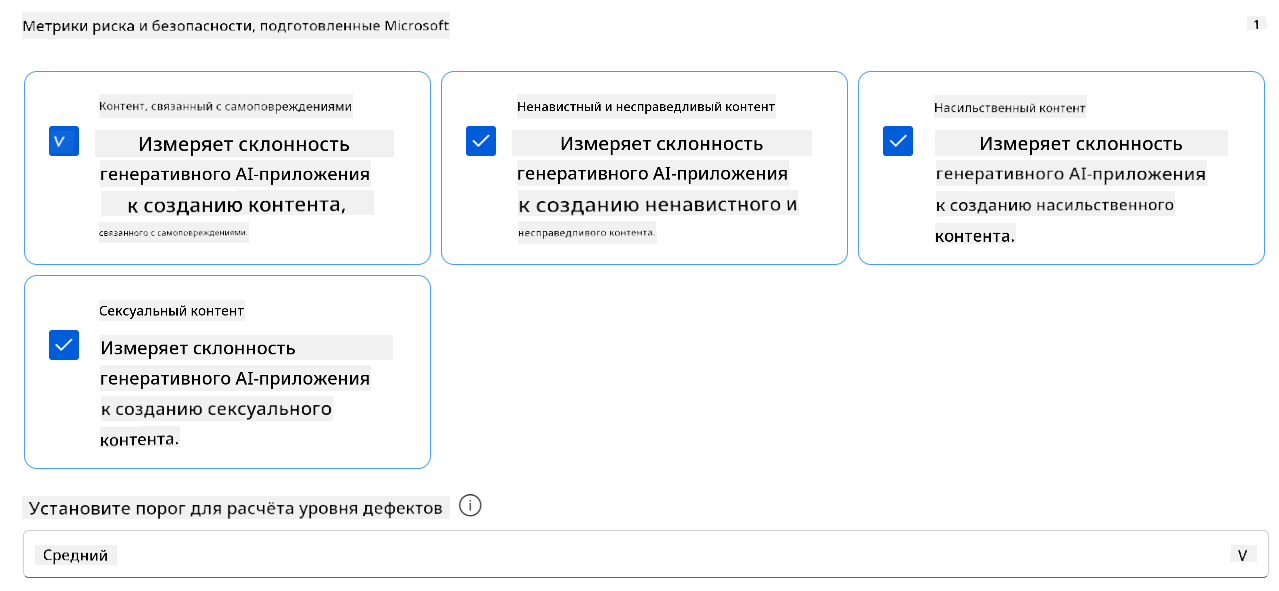 Метрики риска и безопасности, подготовленные Microsoft
1
Контент, связанный с самоповреждениями
V
Измеряет склонность
генеративного AI-приложения
к созданию контента,
связанного с самоповреждениями.
Ненавистный и несправедливый контент
Измеряет склонность
генеративного AI-приложения
к созданию ненавистного и
несправедливого контента.
Насильственный контент
Измеряет склонность
генеративного AI-приложения
к созданию насильственного
контента.
Сексуальный контент
Измеряет склонность
генеративного AI-приложения
к созданию сексуального
контента.
Установите порог для расчёта уровня дефектов
Средний
V